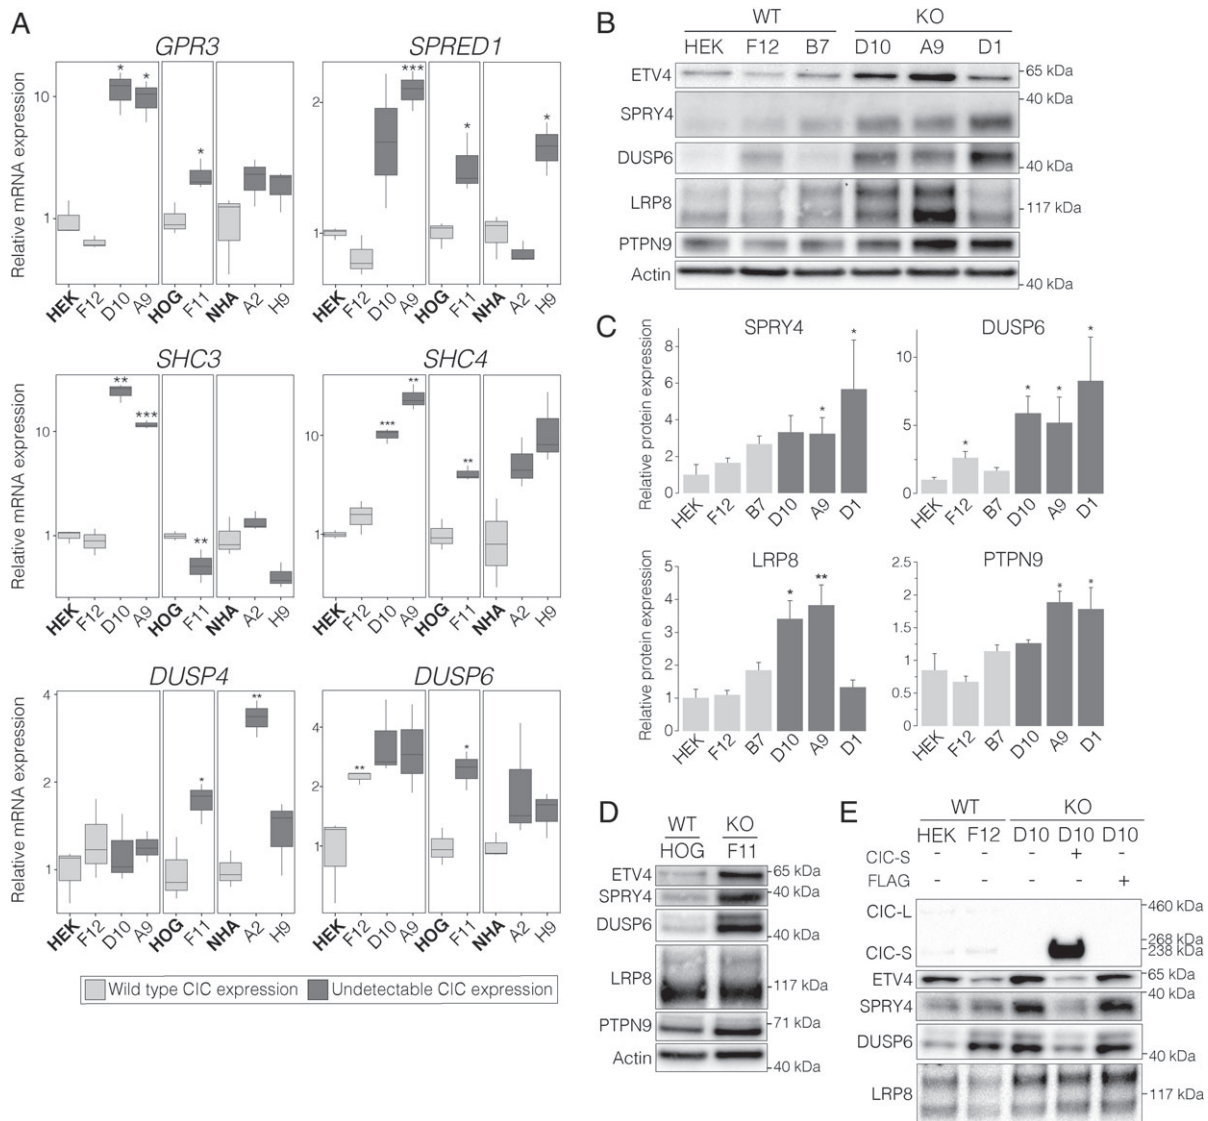 A
GPR3
SPRED1
Relative mRNA expression
10
1
* * * 
2
1
*** * *
HEK F12 D10 A9 HOG F11 NHA A2 H9
HEK F12 D10 A9 HOG F11 NHA A2 H9
SHC3
SHC4
Relative mRNA expression
10
1
** *** **
10
1
*** ** **
HEK F12 D10 A9 HOG F11 NHA A2 H9
HEK F12 D10 A9 HOG F11 NHA A2 H9
DUSP4
DUSP6
Relative mRNA expression
4
2
1
* **
4
2
1
** *
HEK F12 D10 A9 HOG F11 NHA A2 H9
HEK F12 D10 A9 HOG F11 NHA A2 H9
Wild type CIC expression Undetectable CIC expression
B
WT KO
HEK F12 B7 D10 A9 D1
ETV4 65 kDa
40 kDa
SPRY4
DUSP6
40 kDa
LRP8
117 kDa
PTPN9
Actin
40 kDa
C
SPRY4
Relative protein expression
8
6
4
2
0
* *
HEK F12 B7 D10 A9 D1
DUSP6
10
5
0
* * * *
HEK F12 B7 D10 A9 D1
LRP8
Relative protein expression
5
4
3
2
1
0
* **
HEK F12 B7 D10 A9 D1
PTPN9
2.5
2
1.5
1
0.5
0
* *
HEK F12 B7 D10 A9 D1
D
WT KO
HOG F11
ETV4 65 kDa
SPRY4 40 kDa
DUSP6
40 kDa
LRP8
117 kDa
PTPN9 71 kDa
Actin
40 kDa
E
WT KO
HEK F12 D10 D10 D10
CIC-S - - - + -
FLAG - - - - +
CIC-L 460 kDa
268 kDa
CIC-S 238 kDa
ETV4 65 kDa
40 kDa
SPRY4
DUSP6
40 kDa
LRP8 117 kDa